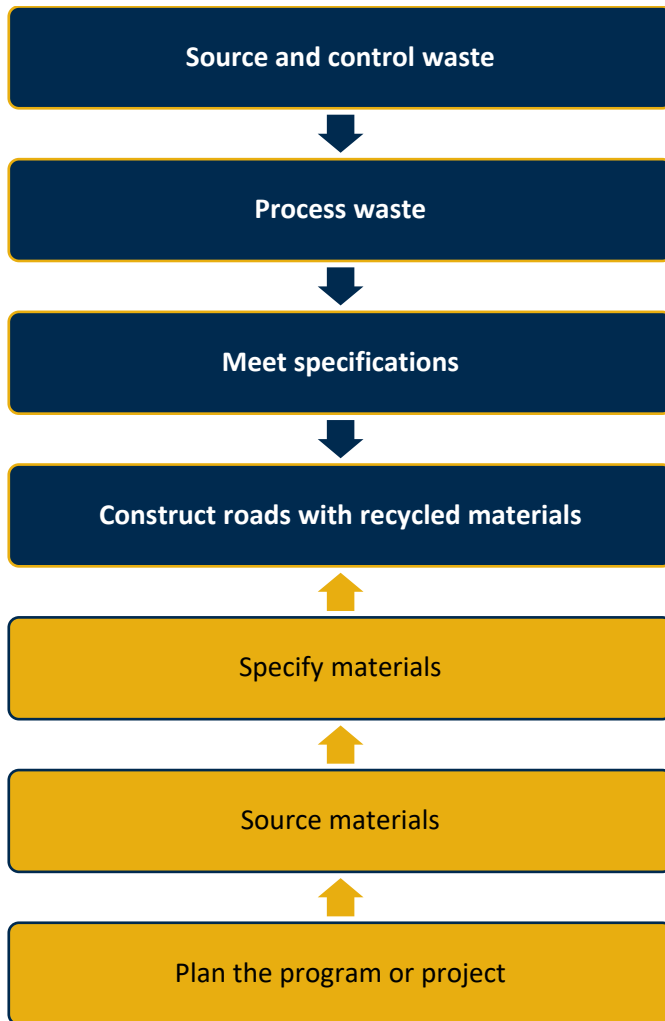 Source and control waste
Process waste
Meet specifications
Construct roads with recycled materials
Specify materials
Source materials
Plan the program or project